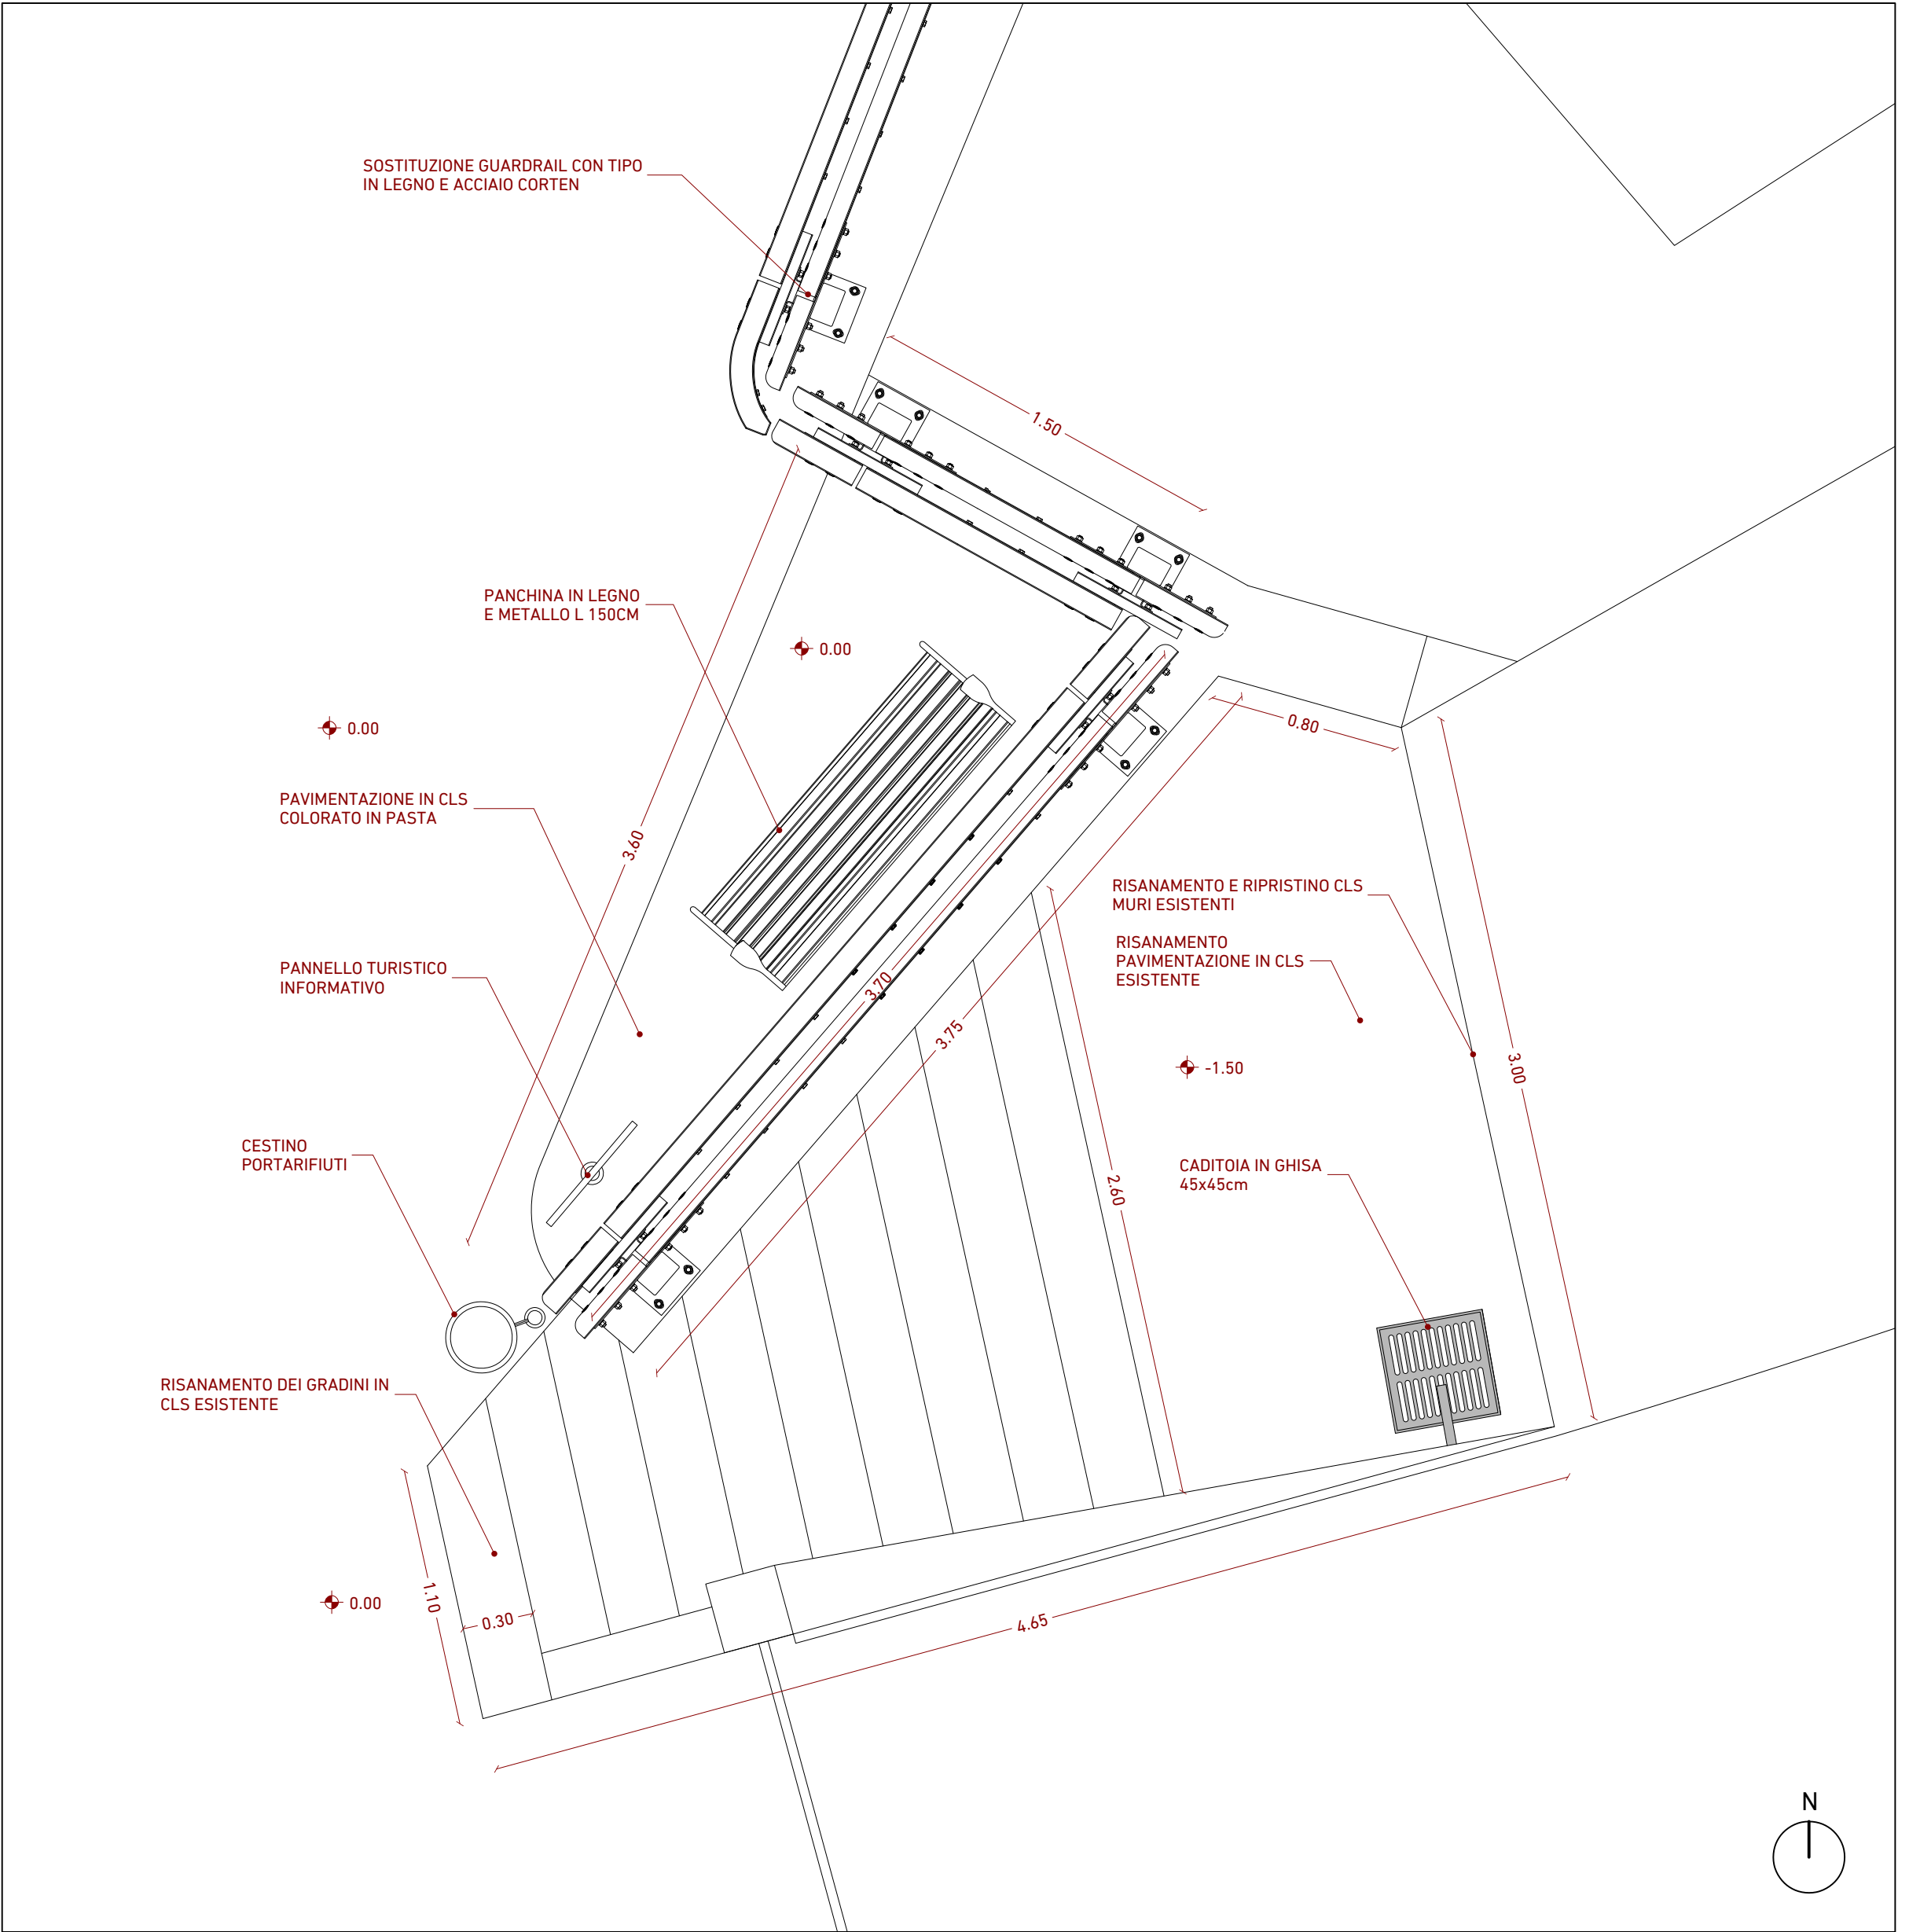 SOSTITUZIONE GUARDRAIL CON TIPO
IN LEGNO E ACCIAIO CORTEN
1.50
PANCHINA IN LEGNO
E METALLO L 150CM
0.00
0.00
0.80
PAVIMENTAZIONE IN CLS
COLORATO IN PASTA
3.60
RISANAMENTO E RIPRISTINO CLS
MURI ESISTENTI
RISANAMENTO
PAVIMENTAZIONE IN CLS
ESISTENTE
PANNELLO TURISTICO
INFORMATIVO
3.70
3.75
-1.50
3.00
CESTINO
PORTARIFIUTI
2.60
CADITOIA IN GHISA
45x45cm
RISANAMENTO DEI GRADINI IN
CLS ESISTENTE
1.10
0.00
0.30
4.65
N